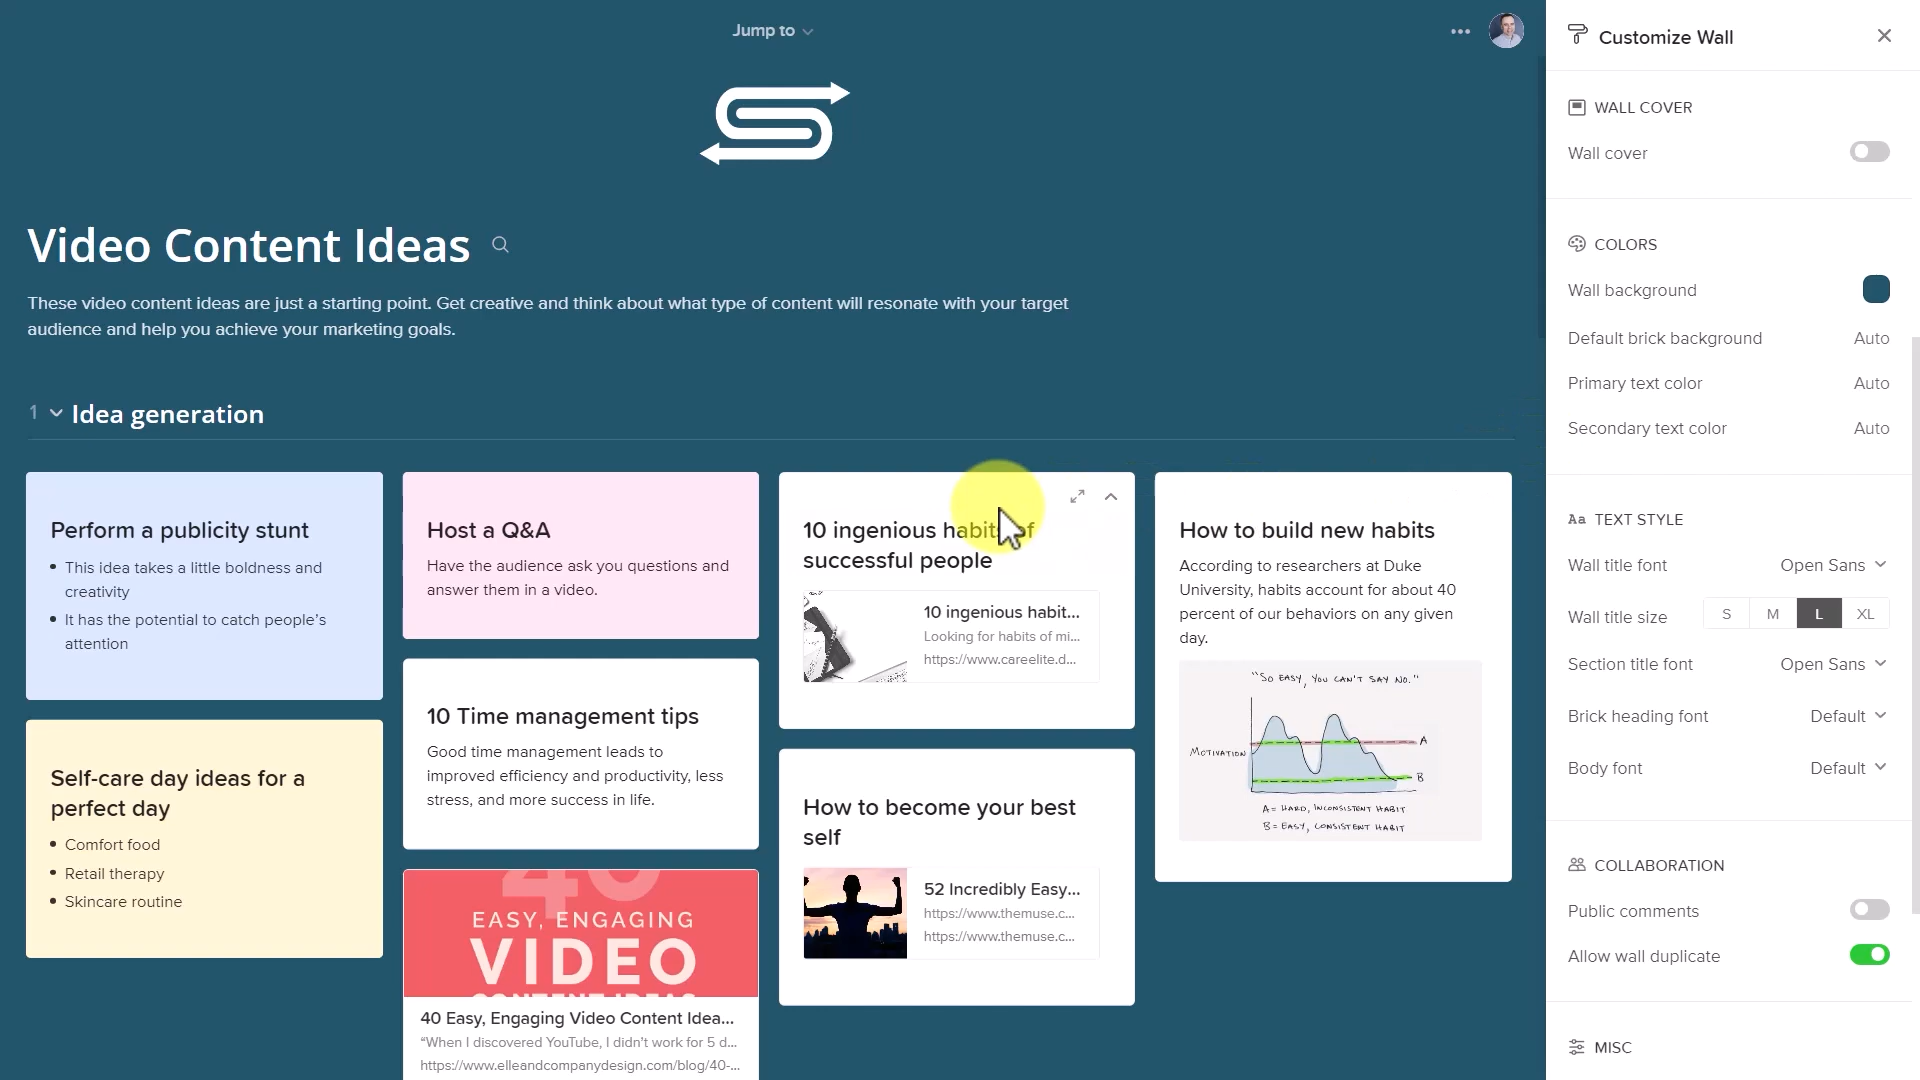 Jump to
Video Content Ideas
These video content ideas are just a starting point. Get creative and think about what type of content will resonate with your target
audience and help you achieve your marketing goals.
1 Idea generation
Perform a publicity stunt
• This idea takes a little boldness and
creativity
• It has the potential to catch people's
attention
Self-care day ideas for a
perfect day
• Comfort food
• Retail therapy
• Skincare routine
Host a Q&A
Have the audience ask you questions and
answer them in a video.
10 Time management tips
Good time management leads to
improved efficiency and productivity, less
stress, and more success in life.
40
EASY, ENGAGING
VIDEO
CONTENT IDEAS
40 Easy, Engaging Video Content Idea...
“When I discovered YouTube, I didn’t work for 5 d...
https://www.elleandcompanydesign.com/blog/40-...
10 ingenious habits of
successful people
10 ingenious habit...
Looking for habits of mi...
https://www.careelite.d...
How to become your best
self
52 Incredibly Easy...
https://www.themuse.c...
https://www.themuse.c...
How to build new habits
According to researchers at Duke
University, habits account for about 40
percent of our behaviors on any given
day.
"SO EASY, YOU CAN'T SAY NO."
MOTIVATION
A
B
A = HARD, INCONSISTENT HABIT
B = EASY, CONSISTENT HABIT
Customize Wall
WALL COVER
Wall cover
COLORS
Wall background
Default brick background Auto
Primary text color Auto
Secondary text color Auto
Aa TEXT STYLE
Wall title font Open Sans
Wall title size S M L XL
Section title font Open Sans
Brick heading font Default
Body font Default
COLLABORATION
Public comments
Allow wall duplicate
MISC